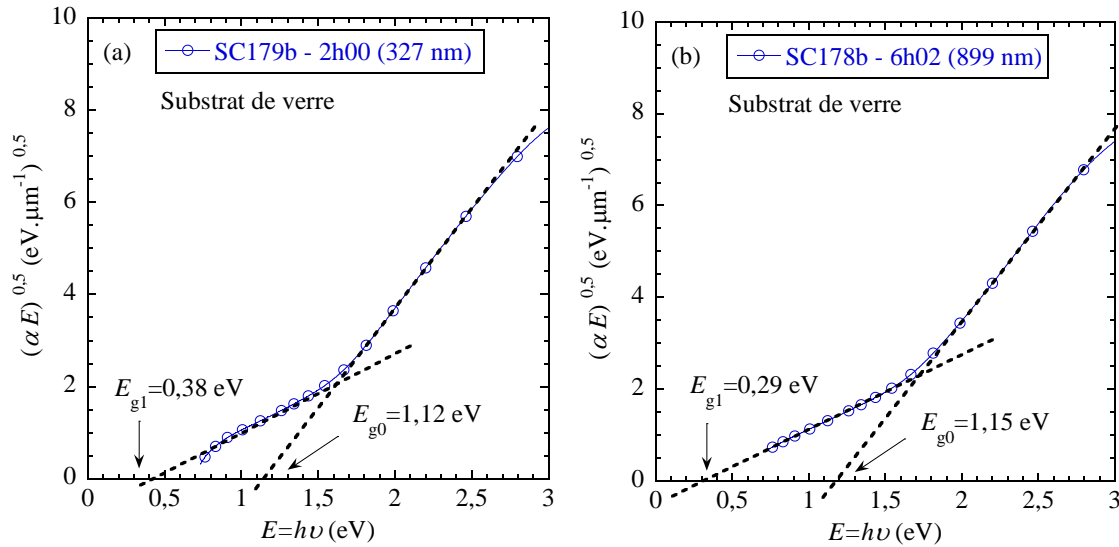 (a)
SC179b - 2h00 (327 nm)
Substrat de verre
E_g1=0,38 eV
E_g0=1,12 eV
10
8
6
4
2
0
0
0,5
1
1,5
2
2,5
3
(α E)^0,5 (eV.µm^-1)^0,5
E=hυ (eV)
(b)
SC178b - 6h02 (899 nm)
Substrat de verre
E_g1=0,29 eV
E_g0=1,15 eV
10
8
6
4
2
0
0
0,5
1
1,5
2
2,5
3
(α E)^0,5 (eV.µm^-1)^0,5
E=hυ (eV)